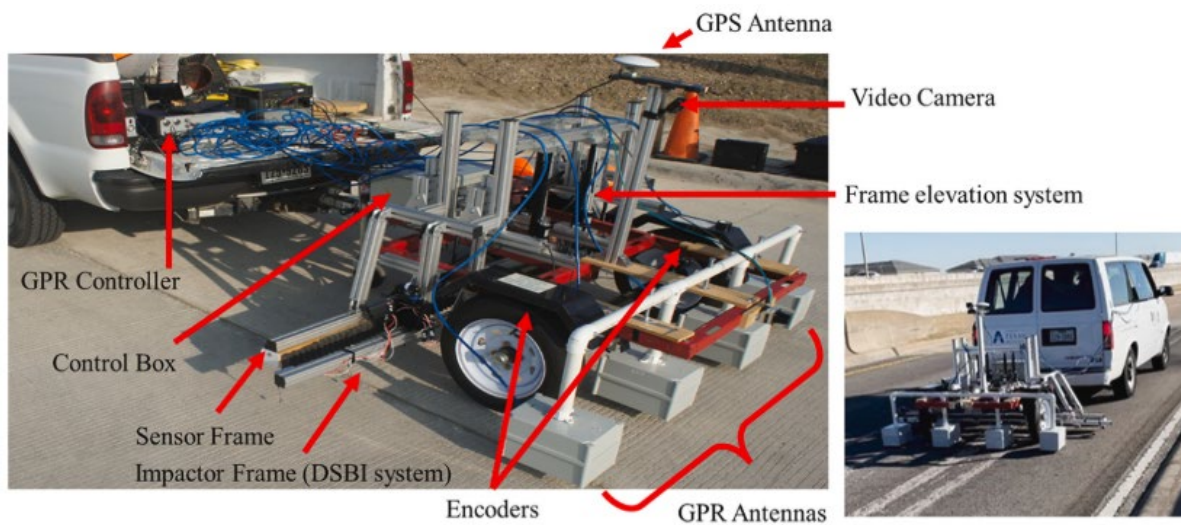 GPS Antenna
Video Camera
Frame elevation system
GPR Controller
Control Box
Sensor Frame
Impactor Frame (DSBI system)
Encoders
GPR Antennas